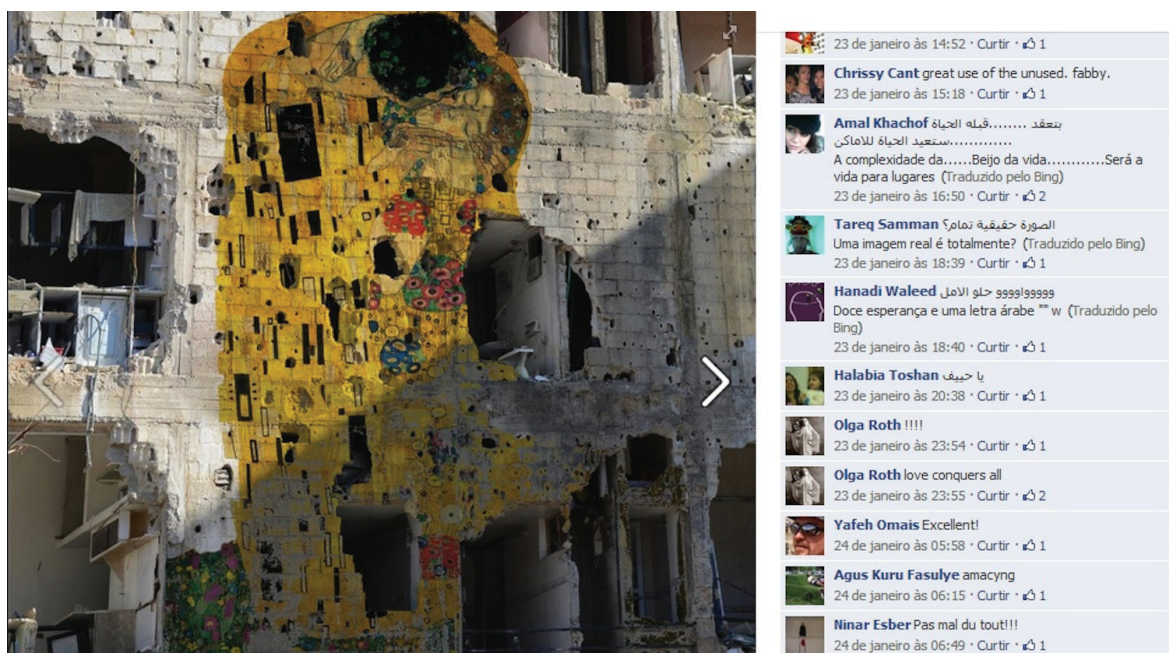 23 de janeiro às 14:52 · Curtir · 1
Chrissy Cant great use of the unused. fabby.
23 de janeiro às 15:18 · Curtir · 1
Amal Khachof بتعقد ........قبله الحياة
.............ستعيد الحياة للاماكن
A complexidade da......Beijo da vida............Será a
vida para lugares (Traduzido pelo Bing)
23 de janeiro às 16:50 · Curtir · 2
Tareq Samman الصورة حقيقية تمام؟
Uma imagem real é totalmente? (Traduzido pelo Bing)
23 de janeiro às 18:39 · Curtir · 1
Hanadi Waleed وووووااوووو حلو الامل
Doce esperança e uma letra árabe "" w (Traduzido pelo
Bing)
23 de janeiro às 18:40 · Curtir · 1
Halabia Toshan يا حييف
23 de janeiro às 20:38 · Curtir · 1
Olga Roth !!!!
23 de janeiro às 23:54 · Curtir · 1
Olga Roth love conquers all
23 de janeiro às 23:55 · Curtir · 2
Yafeh Omais Excellent!
24 de janeiro às 05:58 · Curtir · 1
Agus Kuru Fasulye amacyng
24 de janeiro às 06:15 · Curtir · 1
Ninar Esber Pas mal du tout!!!
24 de janeiro às 06:49 · Curtir · 1